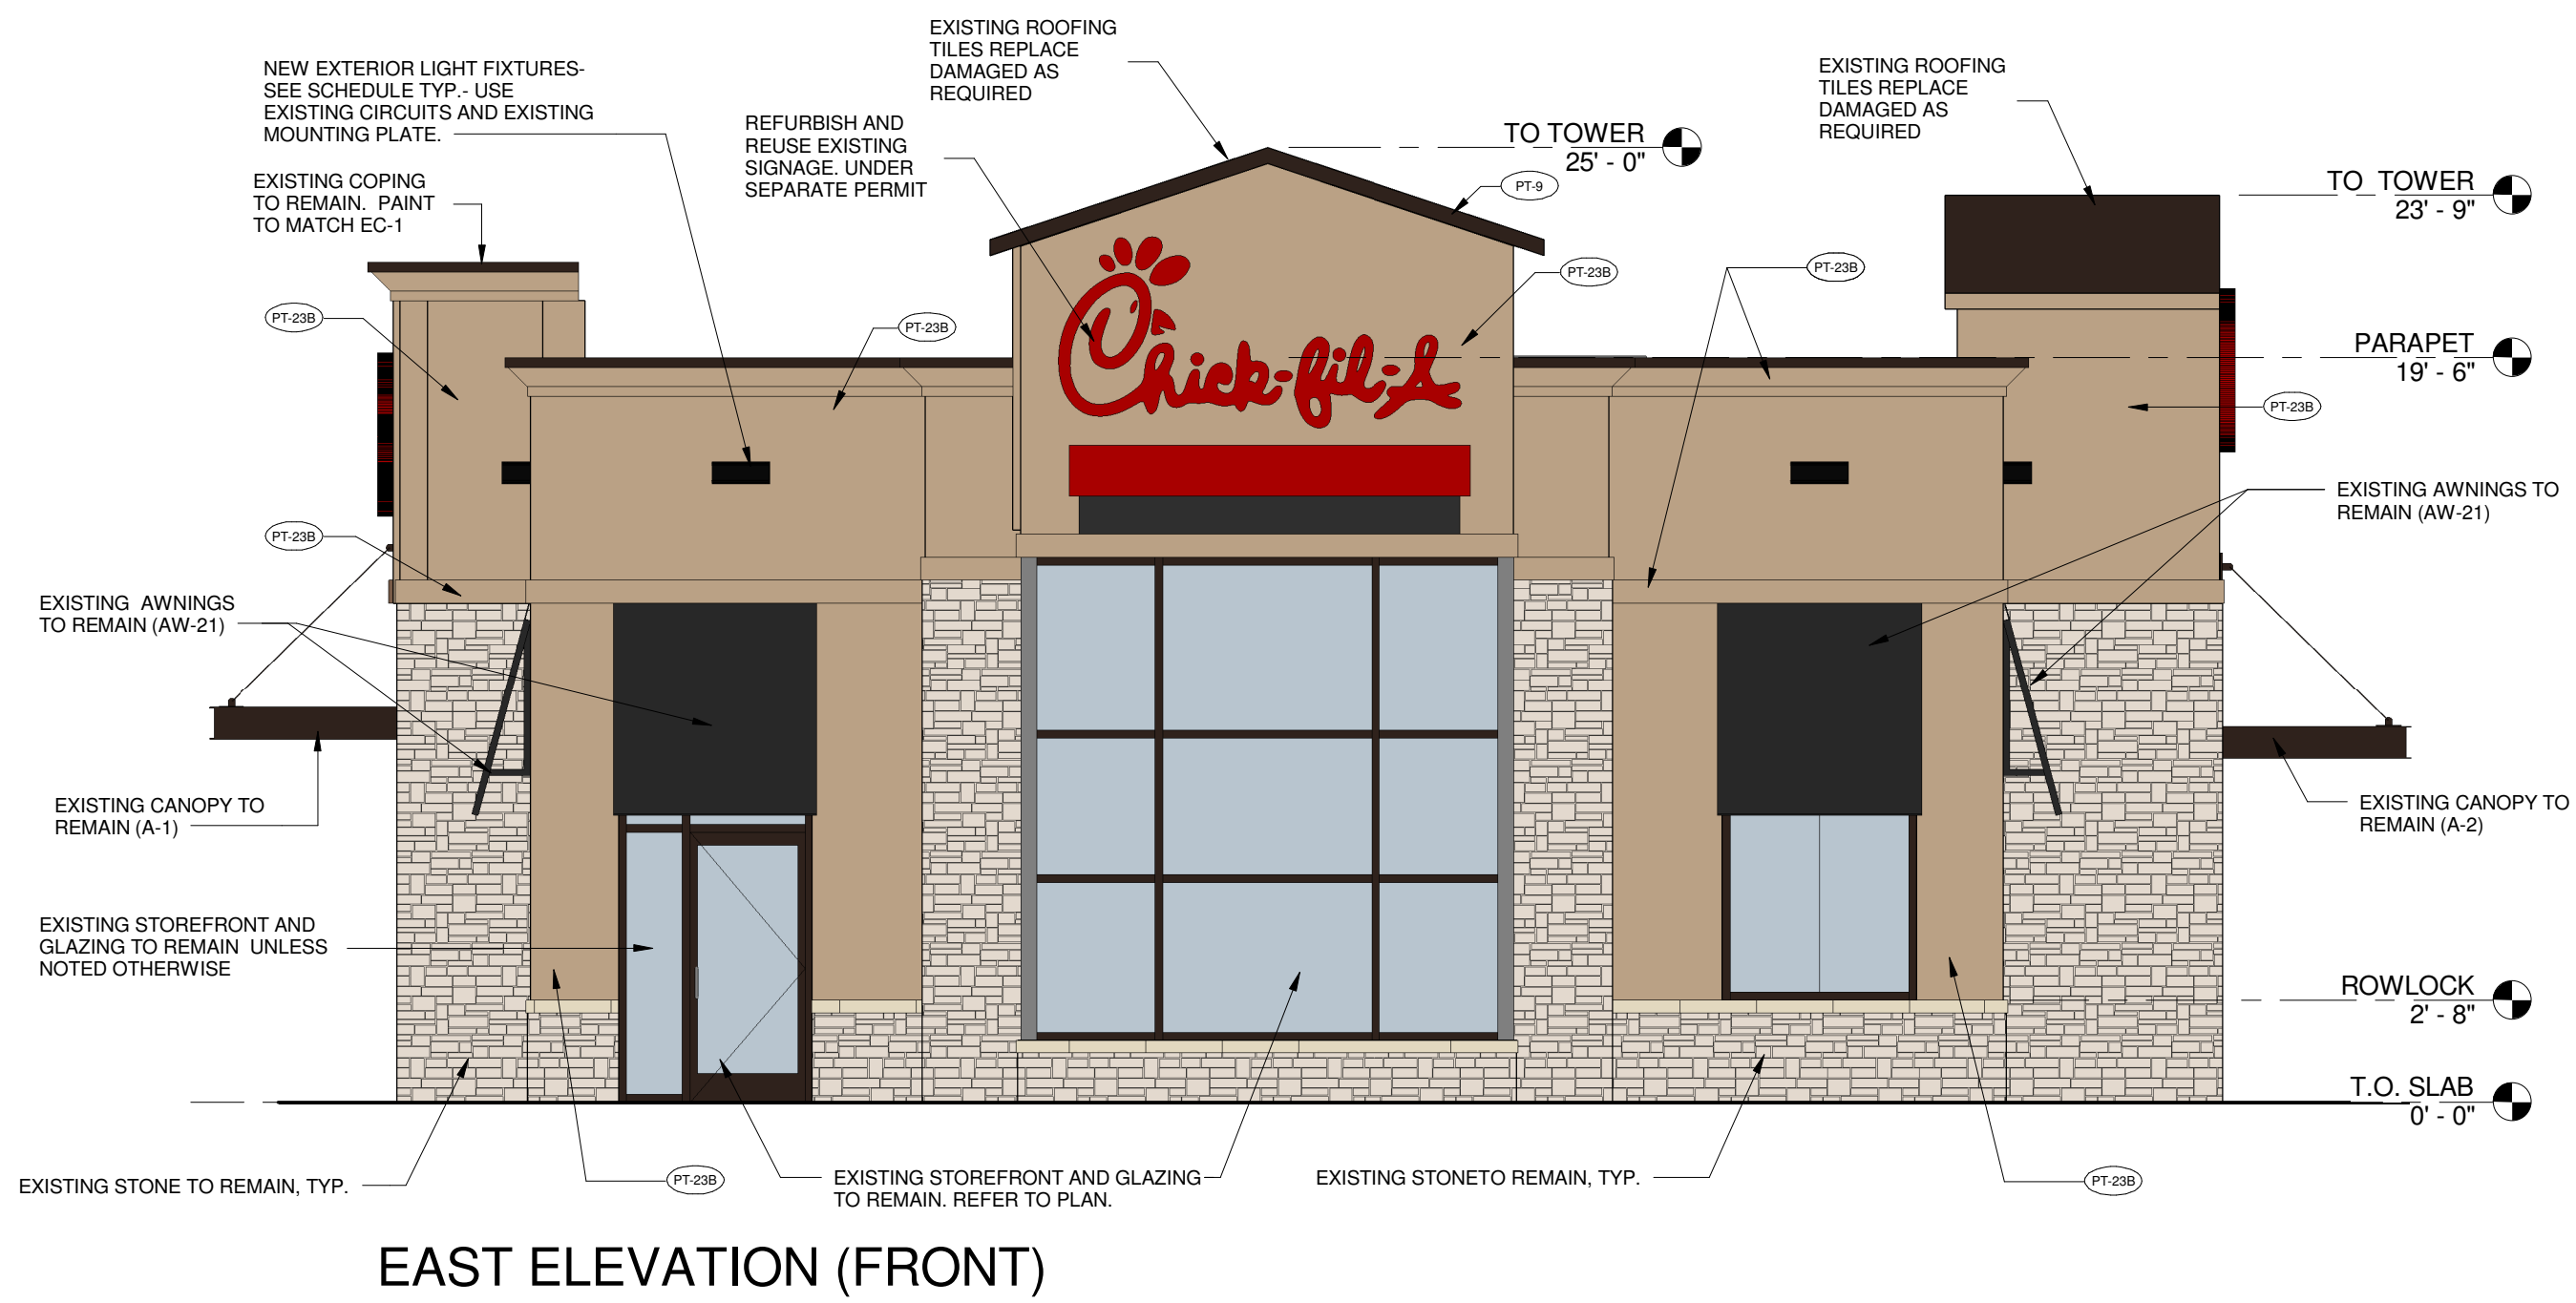 EXISTING ROOFING
TILES REPLACE
DAMAGED AS
REQUIRED
NEW EXTERIOR LIGHT FIXTURES-
SEE SCHEDULE TYP.- USE
EXISTING CIRCUITS AND EXISTING
MOUNTING PLATE.
EXISTING ROOFING
TILES REPLACE
DAMAGED AS
REQUIRED
REFURBISH AND
REUSE EXISTING
SIGNAGE. UNDER
SEPARATE PERMIT
TO TOWER
25' - 0"
EXISTING COPING
TO REMAIN. PAINT
TO MATCH EC-1
PT-9
TO TOWER
23' - 9"
PT-23B
PT-23B
PT-23B
PT-23B
Chick-fil-A
PARAPET
19' - 6"
PT-23B
EXISTING AWNINGS TO
REMAIN (AW-21)
PT-23B
EXISTING AWNINGS
TO REMAIN (AW-21)
EXISTING CANOPY TO
REMAIN (A-1)
EXISTING CANOPY TO
REMAIN (A-2)
EXISTING STOREFRONT AND
GLAZING TO REMAIN UNLESS
NOTED OTHERWISE
ROWLOCK
2' - 8"
T.O. SLAB
0' - 0"
EXISTING STONE TO REMAIN, TYP.
PT-23B
EXISTING STOREFRONT AND GLAZING
TO REMAIN. REFER TO PLAN.
EXISTING STONETO REMAIN, TYP.
PT-23B
EAST ELEVATION (FRONT)